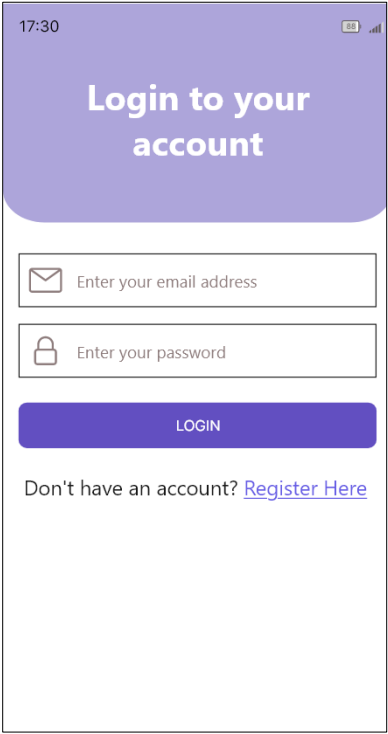 17:30
88
Login to your
account
Enter your email address
Enter your password
LOGIN
Don't have an account? Register Here